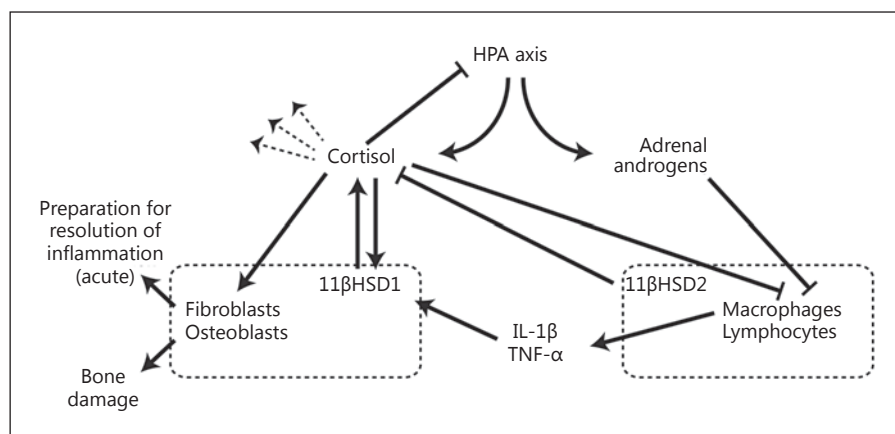 HPA axis
Cortisol
Adrenal
androgens
Preparation for
resolution of
inflammation
(acute)
11βHSD1
11βHSD2
Fibroblasts
Osteoblasts
IL-1β
TNF-α
Macrophages
Lymphocytes
Bone
damage